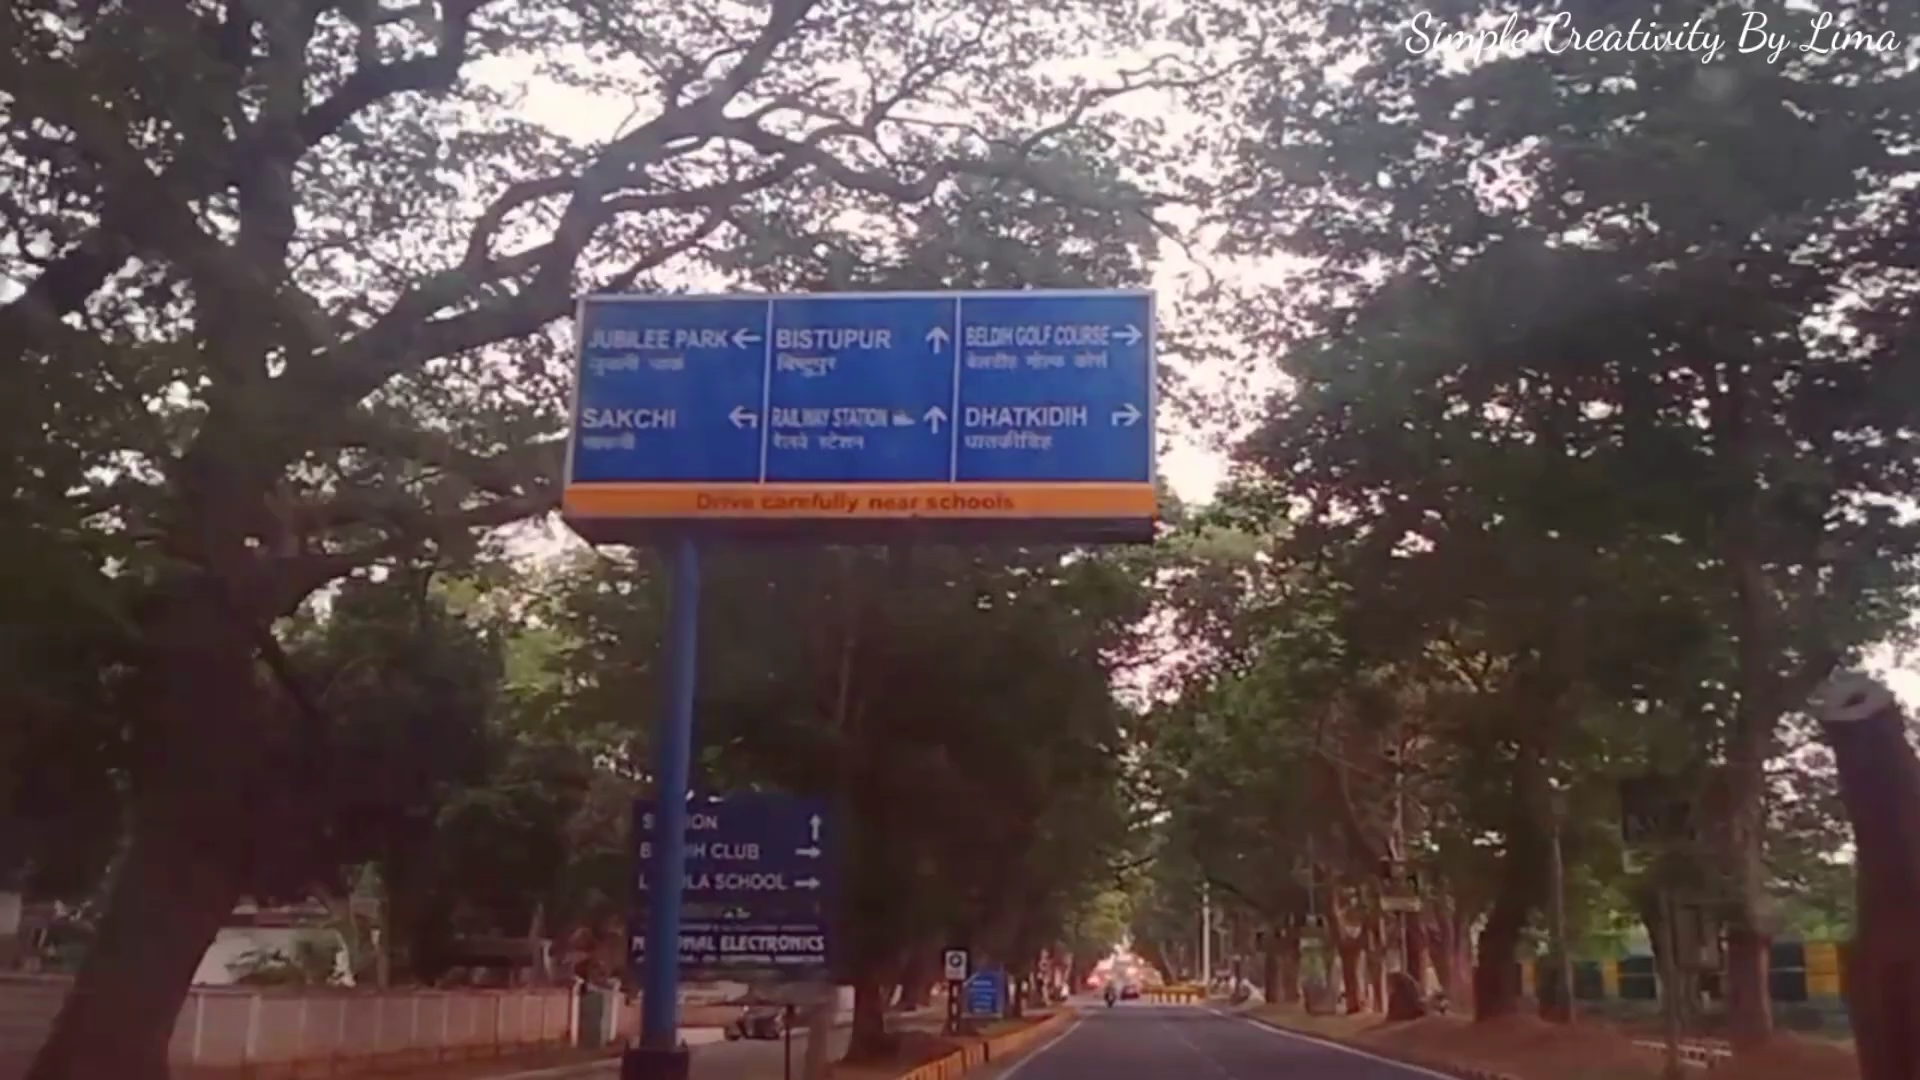 Simple Creativity By Lima
JUBILEE PARK ←
जुबली पार्क
SAKCHI
साकची
BISTUPUR ↑
बिष्टुपुर
RAILWAY STATION ↑
रेलवे स्टेशन
BELDIH GOLF COURSE →
बेलडीह गोल्फ कोर्स
DHATKIDIH
धातकीडिह
Drive carefully near schools
CLUB →
SCHOOL →
ELECTRONICS